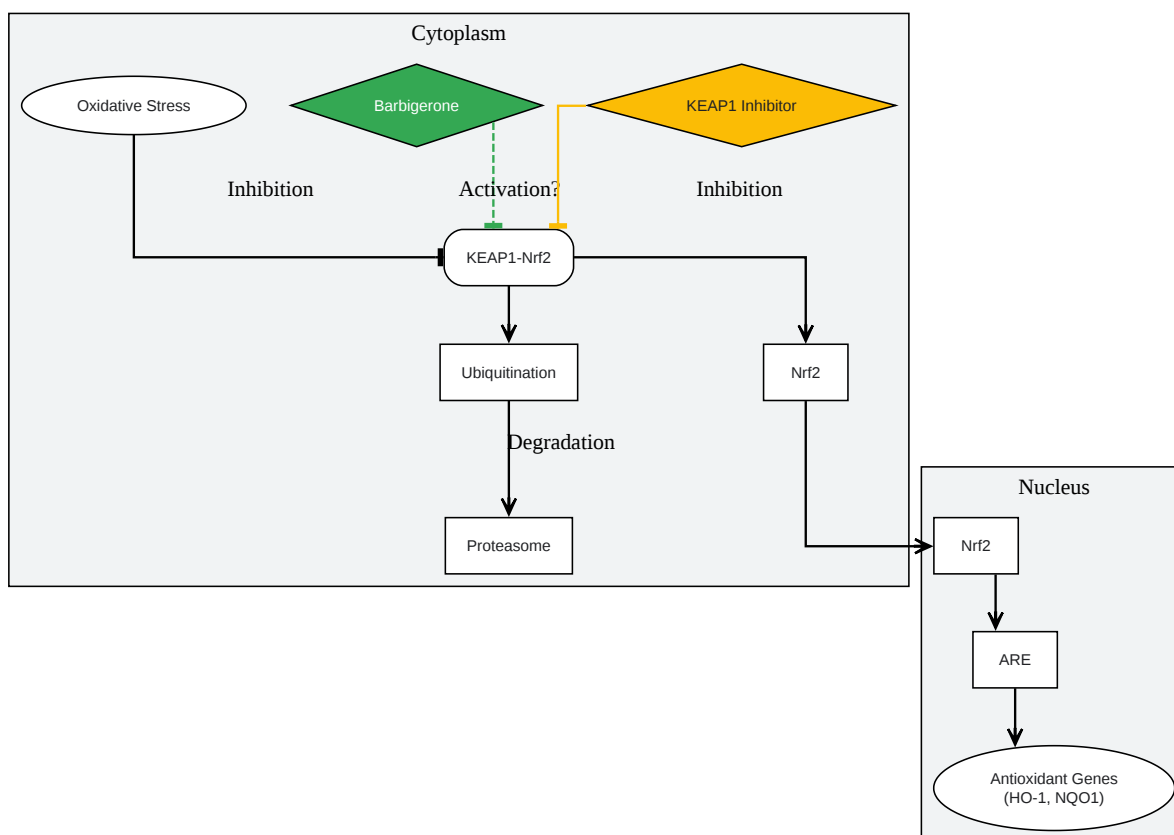 Cytoplasm
Oxidative Stress
Barbigerone
KEAP1 Inhibitor
Inhibition
Activation?
Inhibition
KEAP1-Nrf2
Ubiquitination
Nrf2
Degradation
Proteasome
Nucleus
Nrf2
ARE
Antioxidant Genes
(HO-1, NQO1)